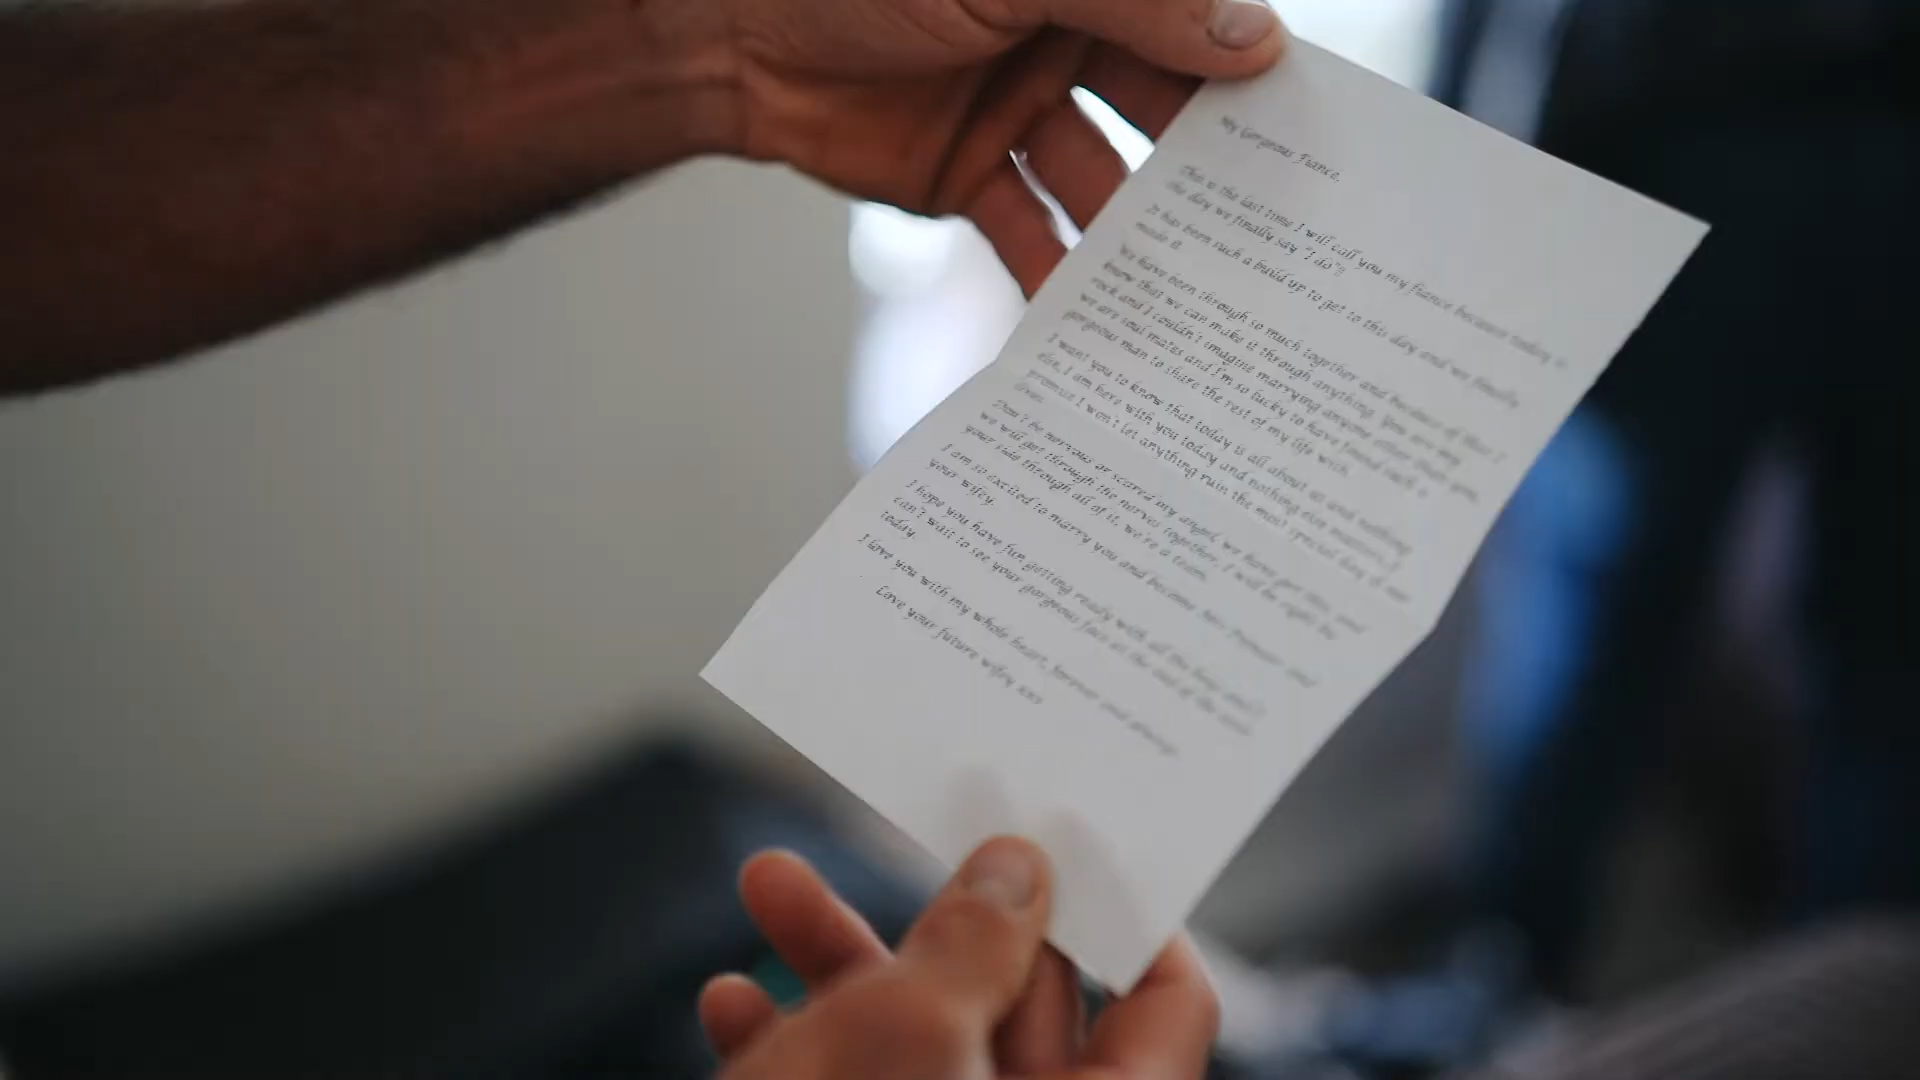 My Gorgeous fiance,
This is the last time I will call you my fiance because today is
the day we finally say "I do"!!
It has been such a build up to get to this day and we finally
made it.
We have been through so much together and because of that I
know that we can make it through anything. You are my
rock and I couldn't imagine marrying anyone other than you,
we are soul mates and I'm so lucky to have found such a
gorgeous man to share the rest of my life with.
I want you to know that today is all about us and nothing
else, I am here with you today and nothing else matters, I
promise I won't let anything ruin the most special day of our
lives.
Don't be nervous or scared my angel, we have got this, and
we will get through the nerves together. I will be right by
your side through all of it, we're a team.
I am so excited to marry you and become Mrs and
your wifey.
I hope you have fun getting ready with all the boys and I
can't wait to see your gorgeous face at the end of the aisle
today.
I love you with my whole heart, forever and always
Love your future wifey xxx